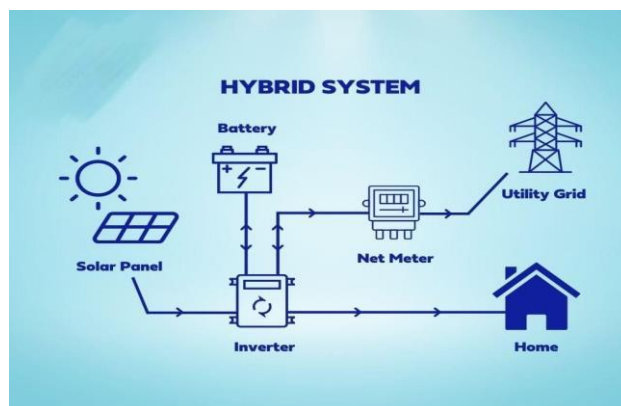 HYBRID SYSTEM
Battery
Utility Grid
Solar Panel
Net Meter
Inverter
Home